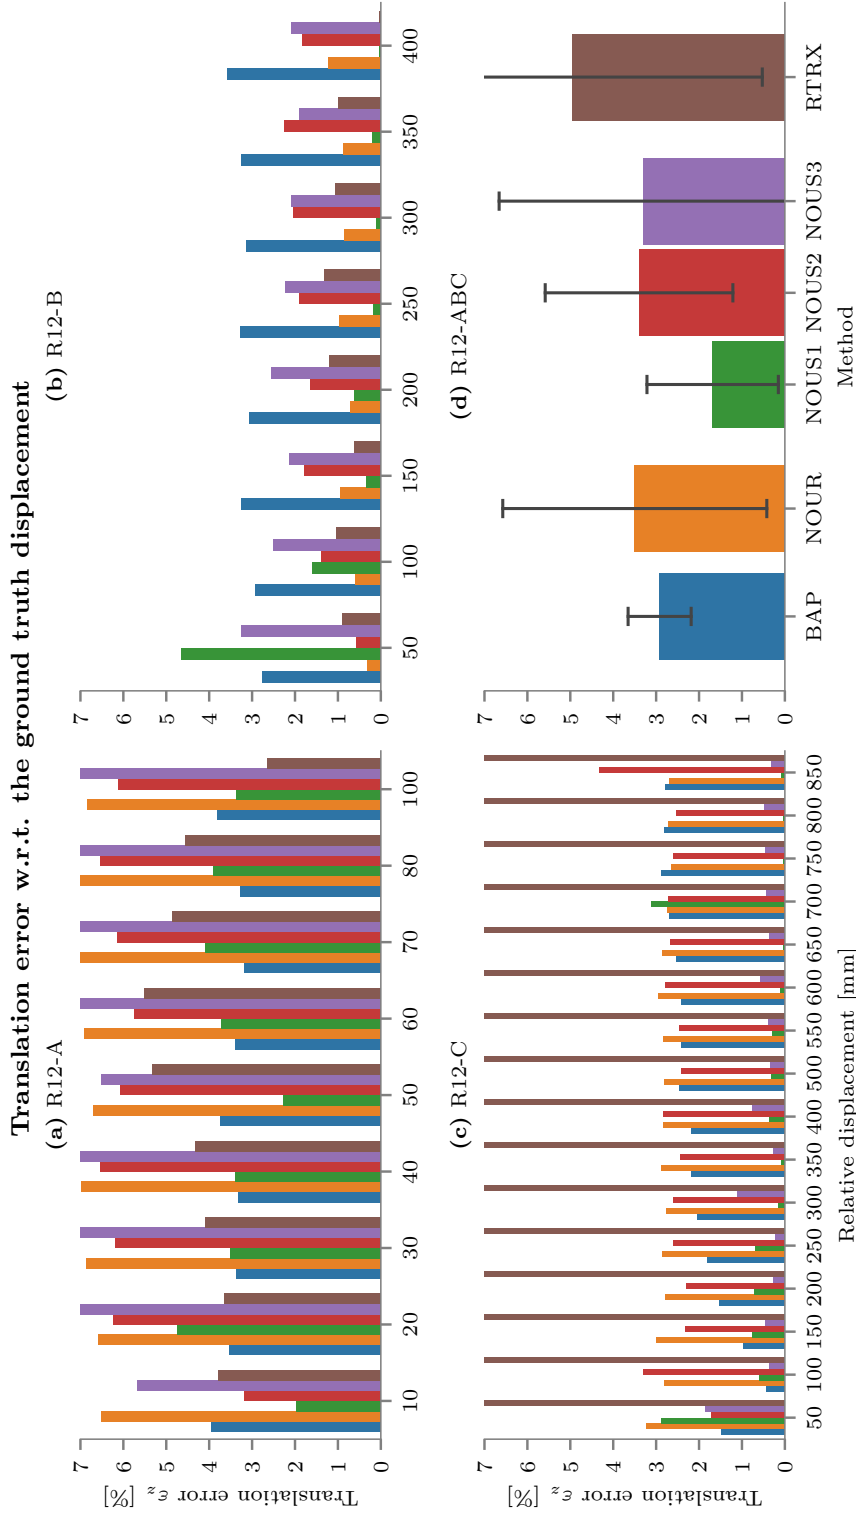 Translation error w.r.t. the ground truth displacement
(a) R12-A
Translation error ε_z [%]
0 1 2 3 4 5 6 7
10 20 30 40 50 60 70 80 100
(b) R12-B
0 1 2 3 4 5 6 7
50 100 150 200 250 300 350 400
(c) R12-C
Translation error ε_z [%]
0 1 2 3 4 5 6 7
50 100 150 200 250 300 350 400 500 550 600 650 700 750 800 850
Relative displacement [mm]
(d) R12-ABC
0 1 2 3 4 5 6 7
BAP NOUR NOUS1 NOUS2 NOUS3 RTRX
Method